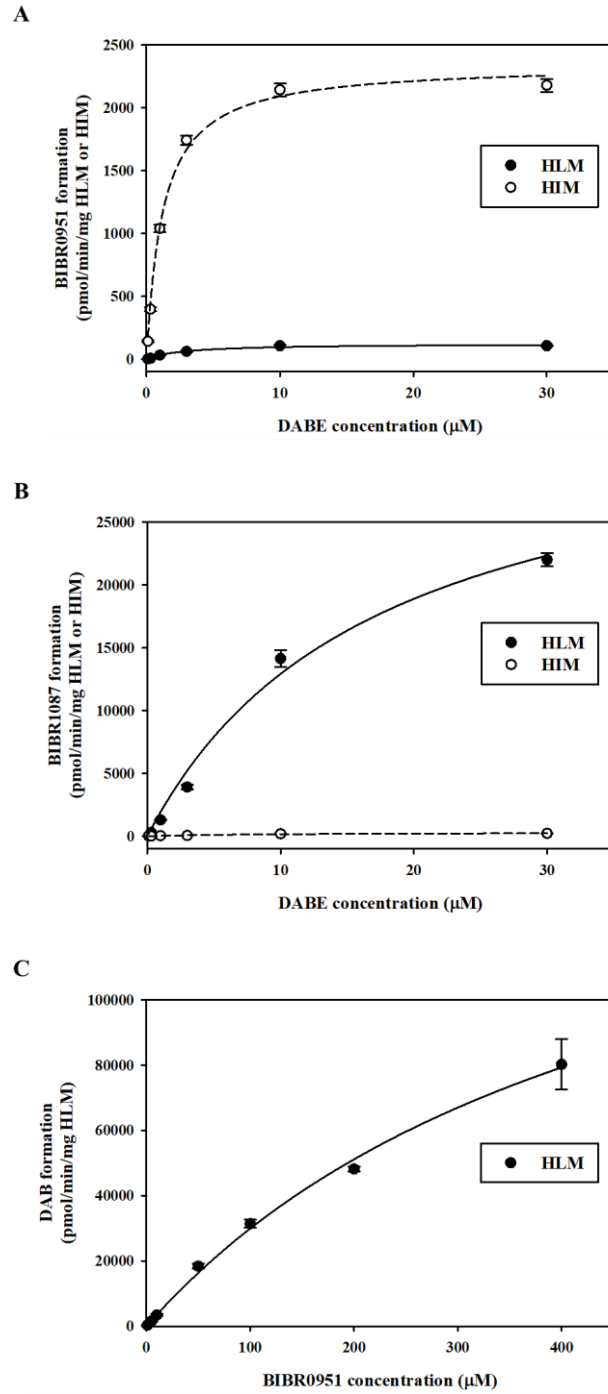 A
BIBR0951 formation
(pmol/min/mg HLM or HIM)
2500
2000
1500
1000
500
0
HLM
HIM
0
10
20
30
DABE concentration (μM)
B
BIBR1087 formation
(pmol/min/mg HLM or HIM)
25000
20000
15000
10000
5000
0
HLM
HIM
0
10
20
30
DABE concentration (μM)
C
DAB formation
(pmol/min/mg HLM)
100000
80000
60000
40000
20000
0
HLM
0
100
200
300
400
BIBR0951 concentration (μM)